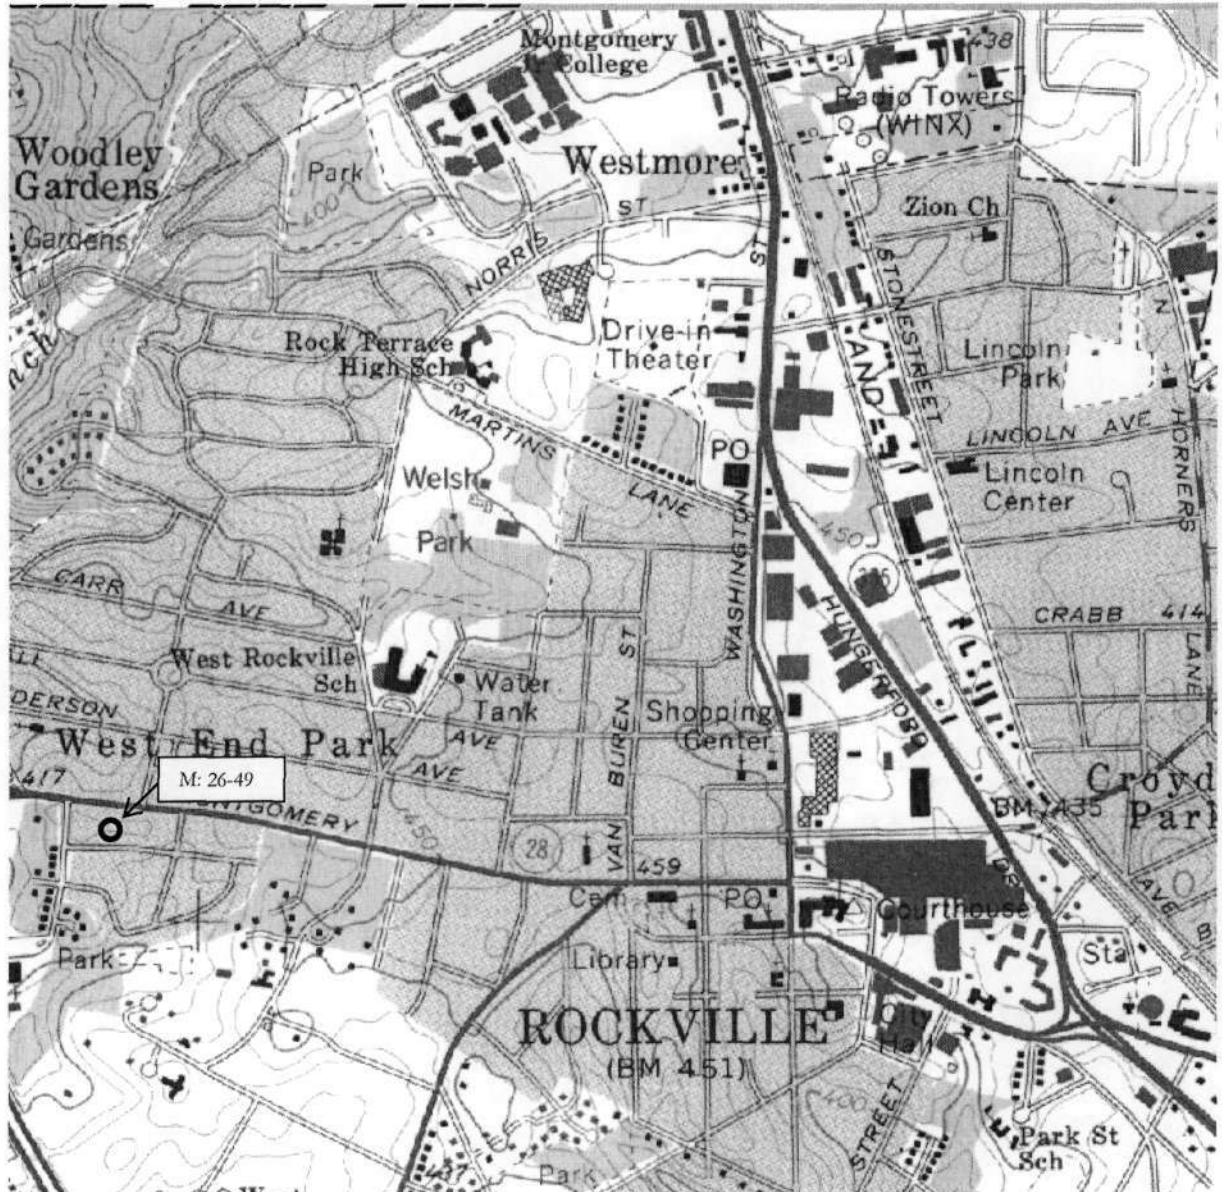 Montgomery
Jr College
438
Radio Towers
(WINX)
Woodley
Gardens
Park
400
Westmore
ST
Zion Ch
Gardens
NORRIS
ST
STONESTREET
N
Rock Terrace
High Sch
Drive-in
Theater
AND
Lincoln
Park
MARTINS
LANE
PO
LINCOLN AVE
HORNERS
Welsh
Park
Lincoln
Center
450
WASHINGTON
CARR
AVE
HUNGERFORD
CRABB
414
LANE
West Rockville
Sch
Water
Tank
VAN BUREN ST
Shopping
Center
DERSON
West End Park
AVE
AVE
417
M: 26-49
NTGOMERY
450
BM 435
28
459
AVE
Cem
PO
Courthouse
Park
Library
Sta
ROCKVILLE
(BM 451)
City
Hall
400
STREET
Park St
Sch
437
Park